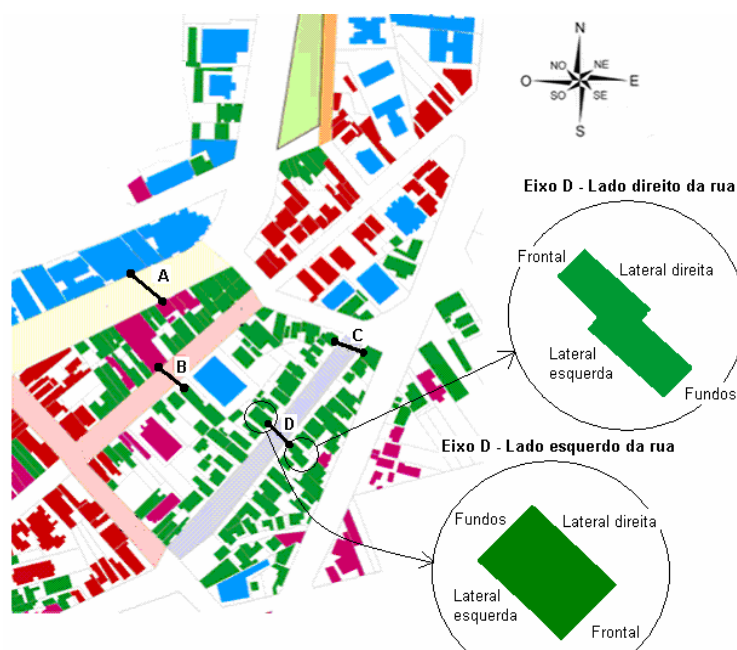 N
NO NE
O E
SO SE
S
A
B
C
D
Eixo D - Lado direito da rua
Frontal
Lateral direita
Lateral
esquerda
Fundos
Eixo D - Lado esquerdo da rua
Fundos
Lateral direita
Lateral
esquerda
Frontal